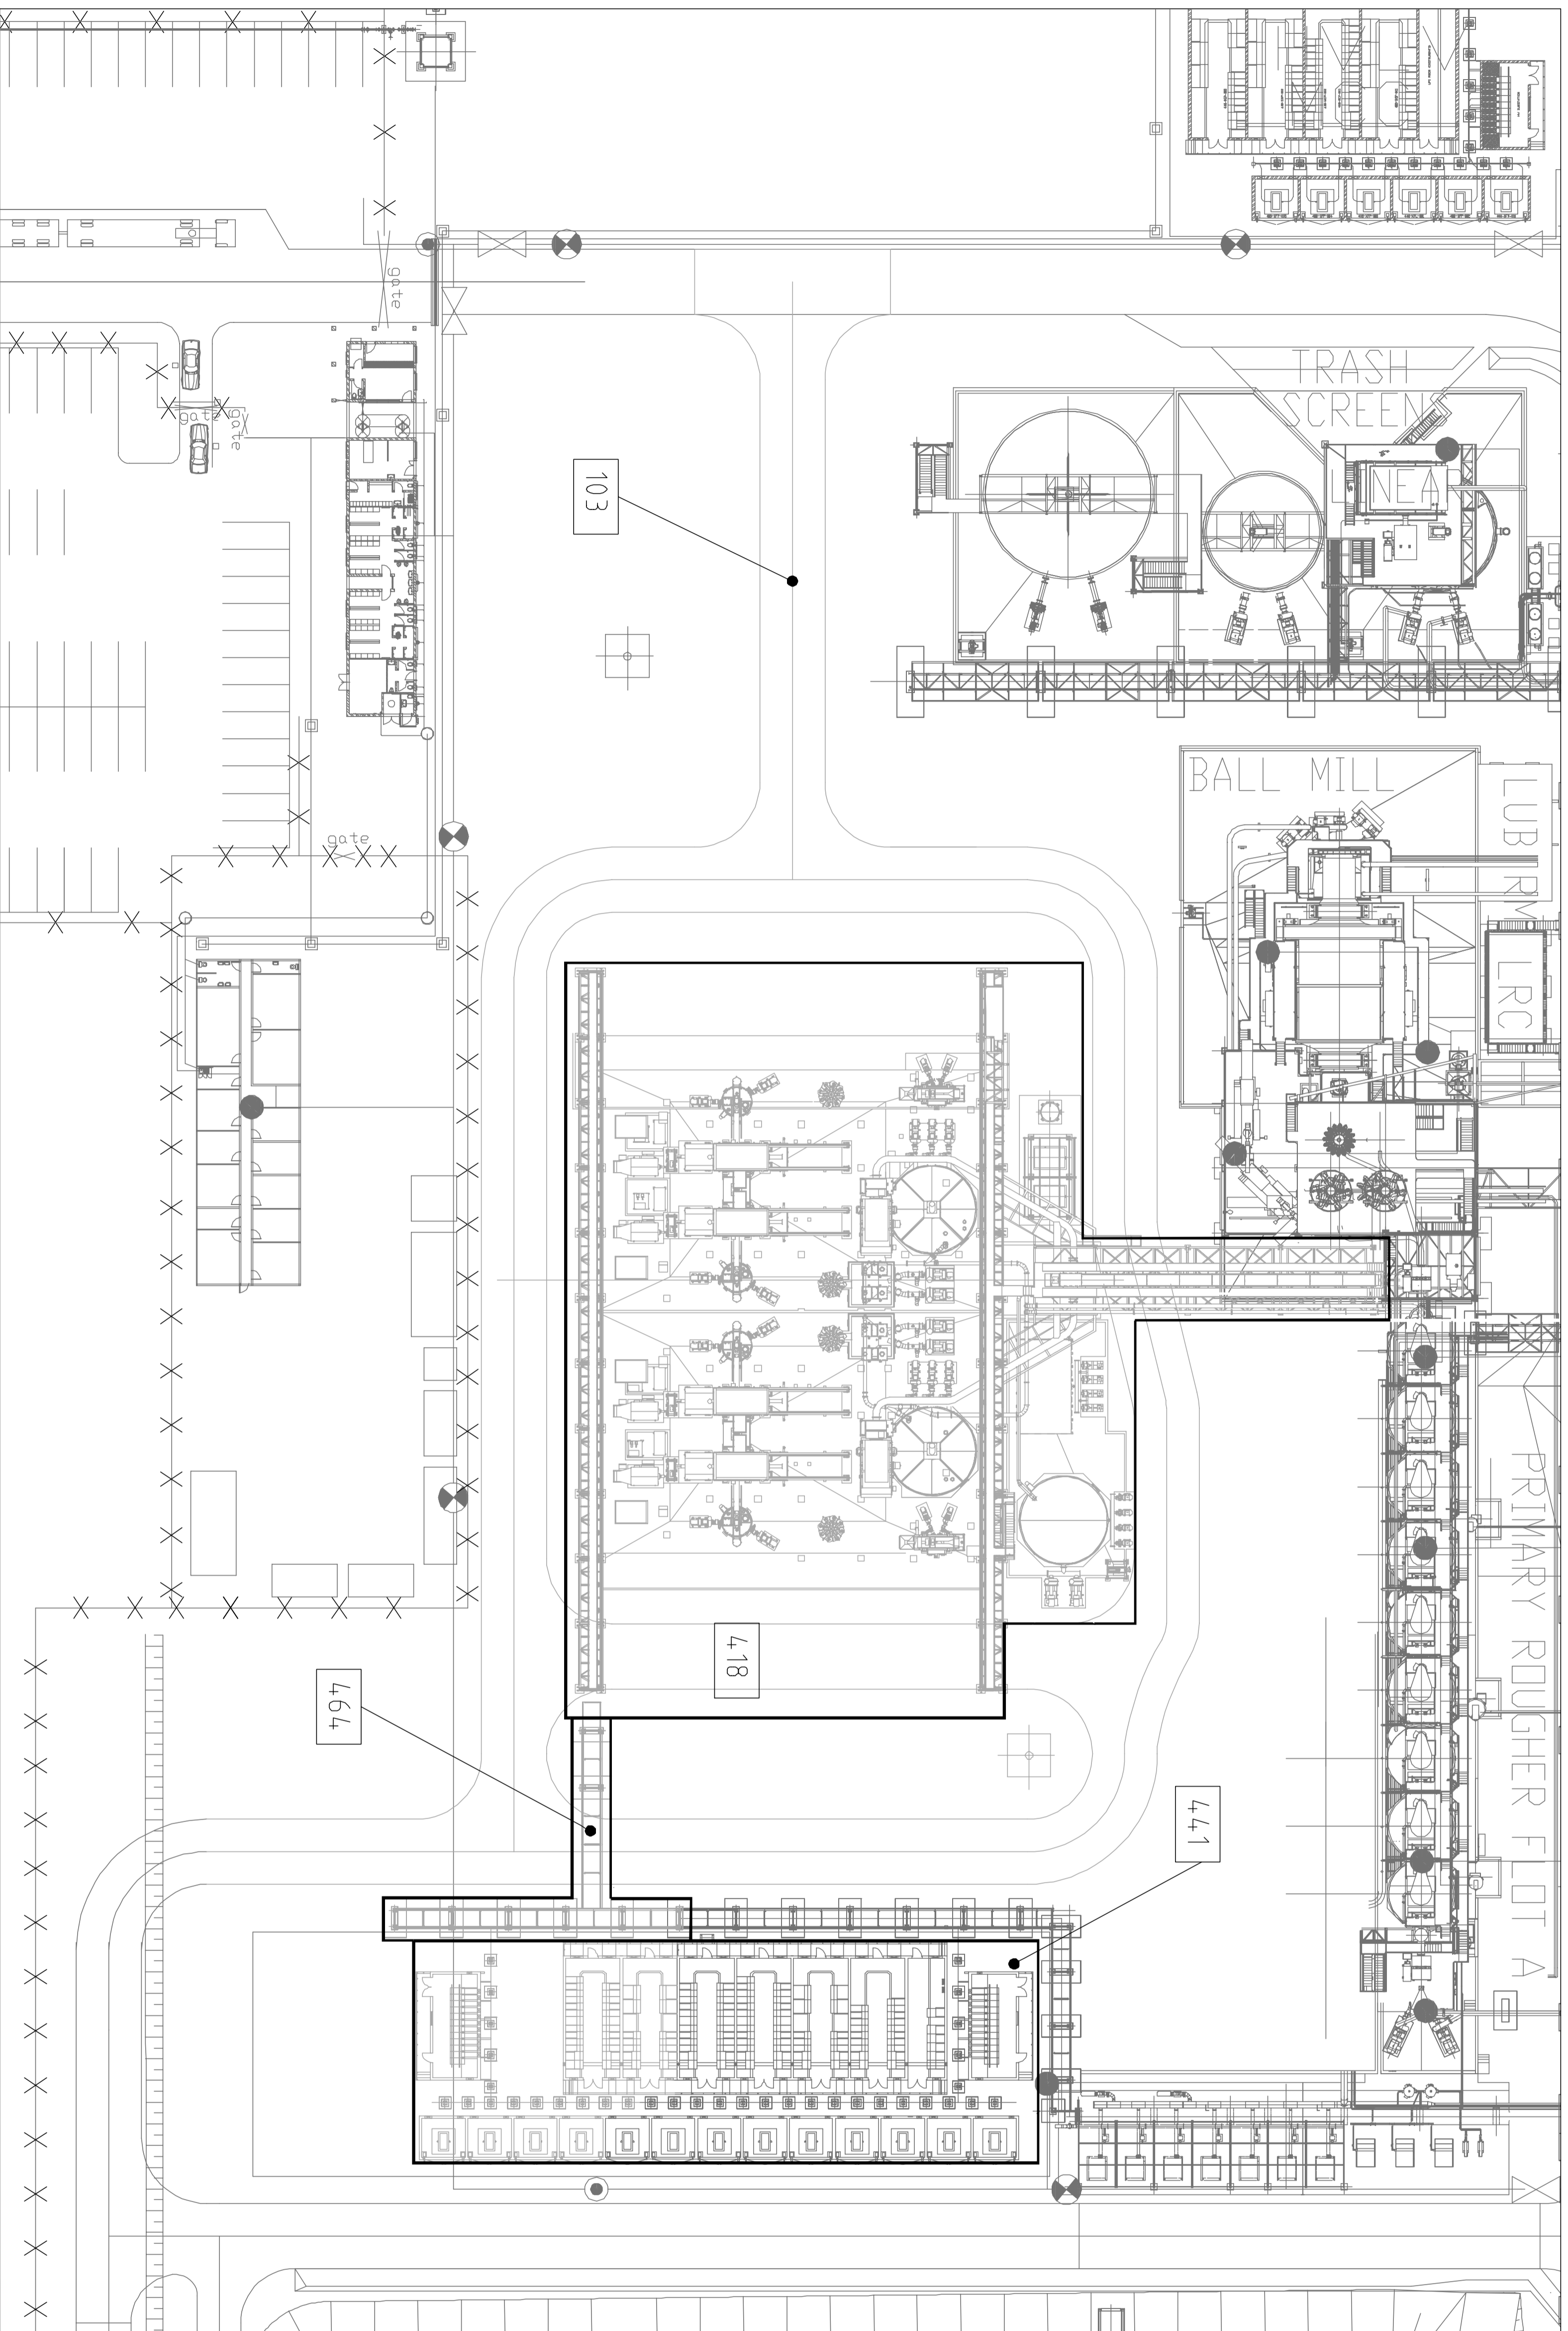 gate
TRASH
SCREENS
gate
gate
NEA
103
BALL MILL
LUB RM
gate
LRC
PRIMARY ROUGHER FLOT A
418
464
441